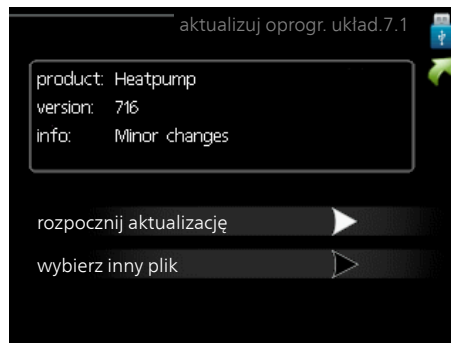 aktualizuj oprogr. układ.7.1
product: Heatpump
version: 716
info: Minor changes
rozpocznij aktualizację
wybierz inny plik